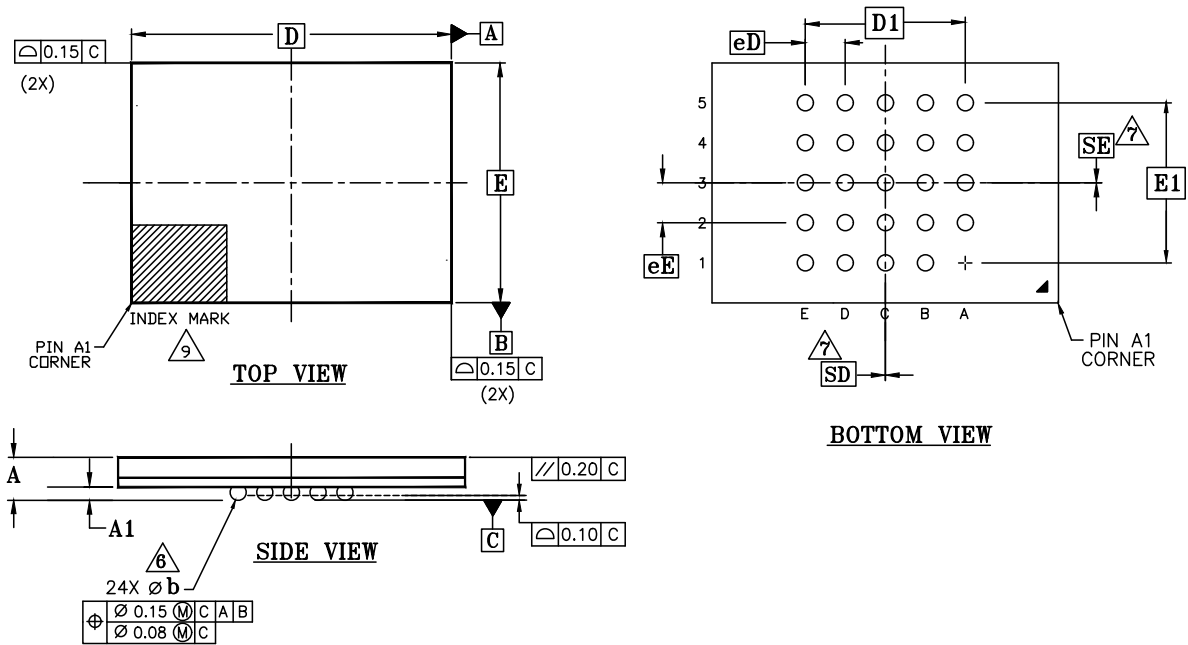 D
A
⌓ 0.15 C
(2X)
E
INDEX MARK
9
PIN A1
CORNER
B
⌓ 0.15 C
(2X)
TOP VIEW
D1
eD
5
4
3
2
1
E D C B A
7
SE
E1
eE
7
SD
PIN A1
CORNER
BOTTOM VIEW
A
A1
// 0.20 C
⌓ 0.10 C
C
SIDE VIEW
6
24X Ø b
⌖ Ø 0.15 Ⓜ C A B
Ø 0.08 Ⓜ C